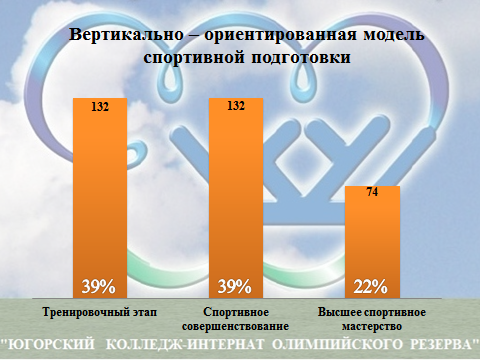 Вертикально – ориентированная модель
спортивной подготовки
132
132
74
39%
39%
22%
Тренировочный этап
Спортивное
совершенствование
Высшее спортивное
мастерство
"ЮГОРСКИЙ КОЛЛЕДЖ-ИНТЕРНАТ ОЛИМПИЙСКОГО РЕЗЕРВА"